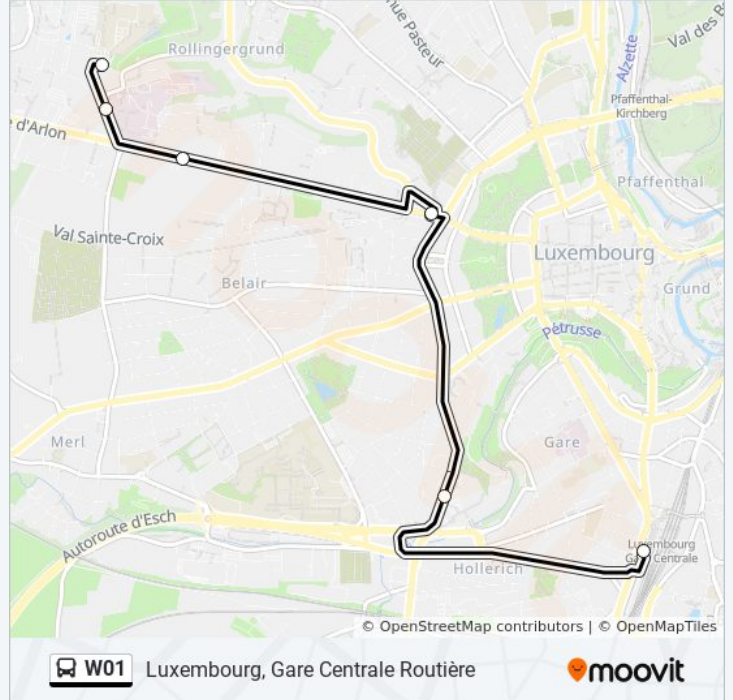 Rollingergrund
nue Pasteur
Val des B
Alzette
Pfaffenthal-
Kirchberg
e d'Arlon
Pfaffenthal
Val Sainte-Croix
Luxembourg
Belair
Grund
Pétrusse
Merl
Gare
Autoroute d'Esch
Luxembourg
Gare Centrale
Hollerich
© OpenStreetMap contributors | © OpenMapTiles
W01 Luxembourg, Gare Centrale Routière
moovit